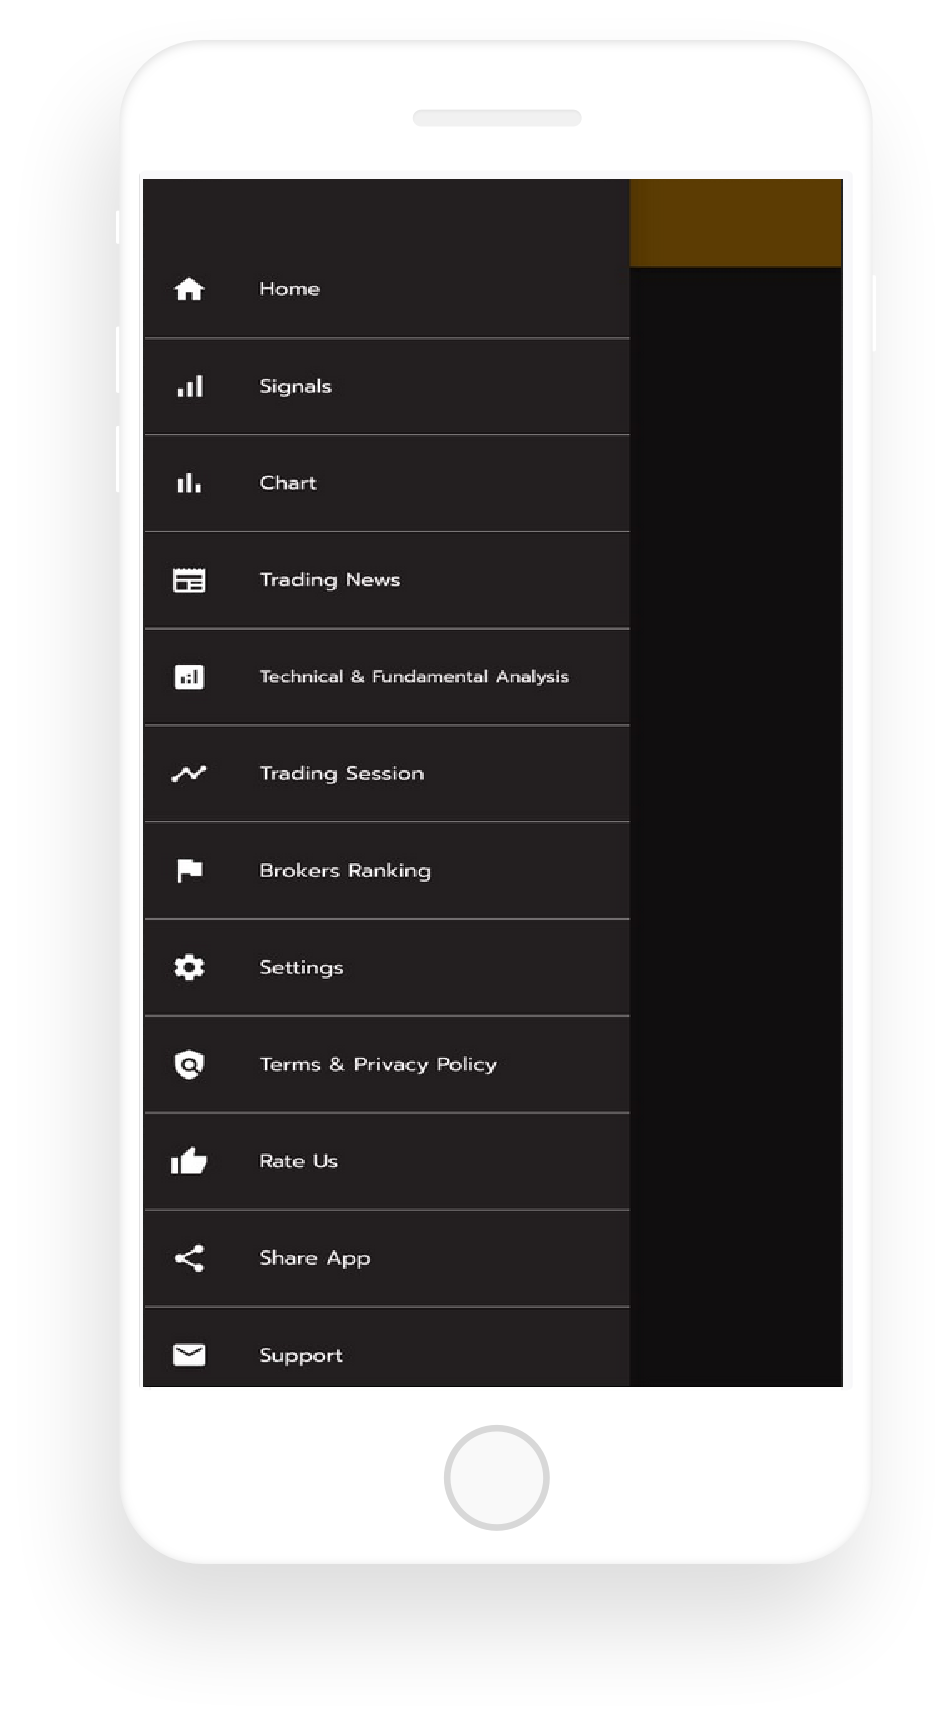 Home
Signals
Chart
Trading News
Technical & Fundamental Analysis
Trading Session
Brokers Ranking
Settings
Terms & Privacy Policy
Rate Us
Share App
Support